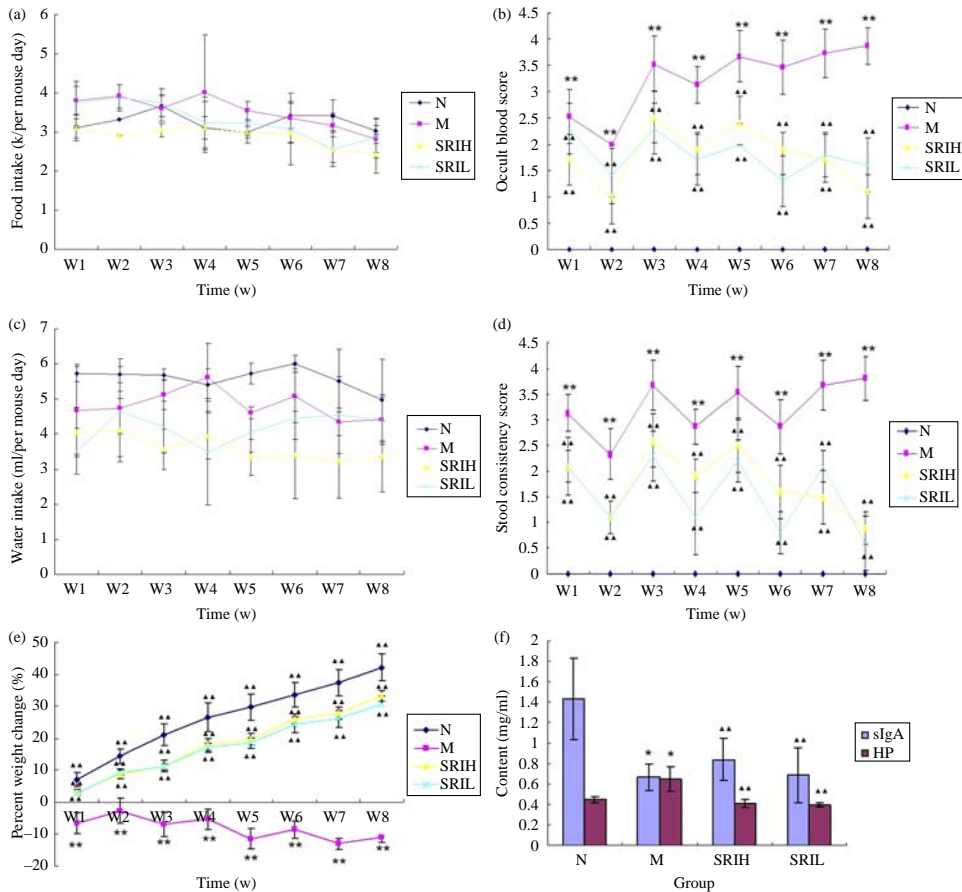 (a)
Food intake (k/per mouse day)
6
5
4
3
2
1
0
W1 W2 W3 W4 W5 W6 W7 W8
Time (w)
N
M
SRIH
SRIL
(b)
Occult blood score
4.5
4
3.5
3
2.5
2
1.5
1
0.5
0
W1 W2 W3 W4 W5 W6 W7 W8
Time (w)
N
M
SRIH
SRIL
(c)
Water intake (ml/per mouse day)
7
6
5
4
3
2
1
0
W1 W2 W3 W4 W5 W6 W7 W8
Time (w)
N
M
SRIH
SRIL
(d)
Stool consistency score
4.5
4
3.5
3
2.5
2
1.5
1
0.5
0
W1 W2 W3 W4 W5 W6 W7 W8
Time (w)
N
M
SRIH
SRIL
(e)
Percent weight change (%)
50
40
30
20
10
0
−10
−20
W1 W2 W3 W4 W5 W6 W7 W8
Time (w)
N
M
SRIH
SRIL
(f)
Content (mg/ml)
2
1.8
1.6
1.4
1.2
1
0.8
0.6
0.4
0.2
0
N M SRIH SRIL
Group
sIgA
HP